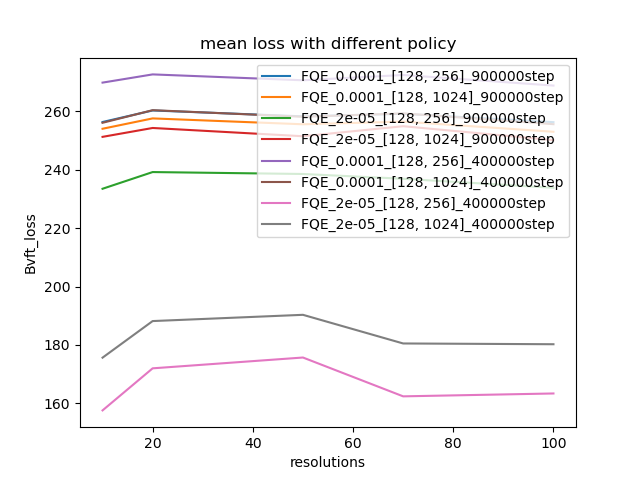 mean loss with different policy
FQE_0.0001_[128, 256]_900000step
FQE_0.0001_[128, 1024]_900000step
FQE_2e-05_[128, 256]_900000step
FQE_2e-05_[128, 1024]_900000step
FQE_0.0001_[128, 256]_400000step
FQE_0.0001_[128, 1024]_400000step
FQE_2e-05_[128, 256]_400000step
FQE_2e-05_[128, 1024]_400000step
Bvft_loss
260
240
220
200
180
160
20 40 60 80 100
resolutions